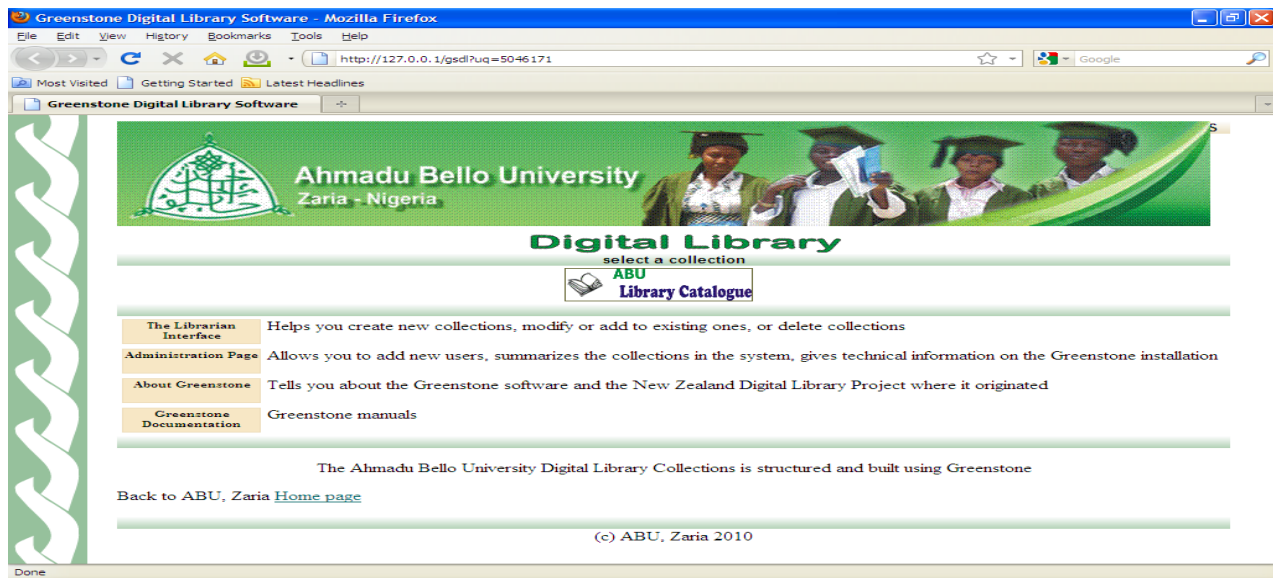 Greenstone Digital Library Software - Mozilla Firefox
File Edit View History Bookmarks Tools Help
http://127.0.0.1/gsdl?uq=5046171
Google
Most Visited Getting Started Latest Headlines
Greenstone Digital Library Software
Ahmadu Bello University
Zaria - Nigeria
Digital Library
select a collection
ABU
Library Catalogue
The Librarian Interface Helps you create new collections, modify or add to existing ones, or delete collections
Administration Page Allows you to add new users, summarizes the collections in the system, gives technical information on the Greenstone installation
About Greenstone Tells you about the Greenstone software and the New Zealand Digital Library Project where it originated
Greenstone Documentation Greenstone manuals
The Ahmadu Bello University Digital Library Collections is structured and built using Greenstone
Back to ABU, Zaria Home page
(c) ABU, Zaria 2010
Done